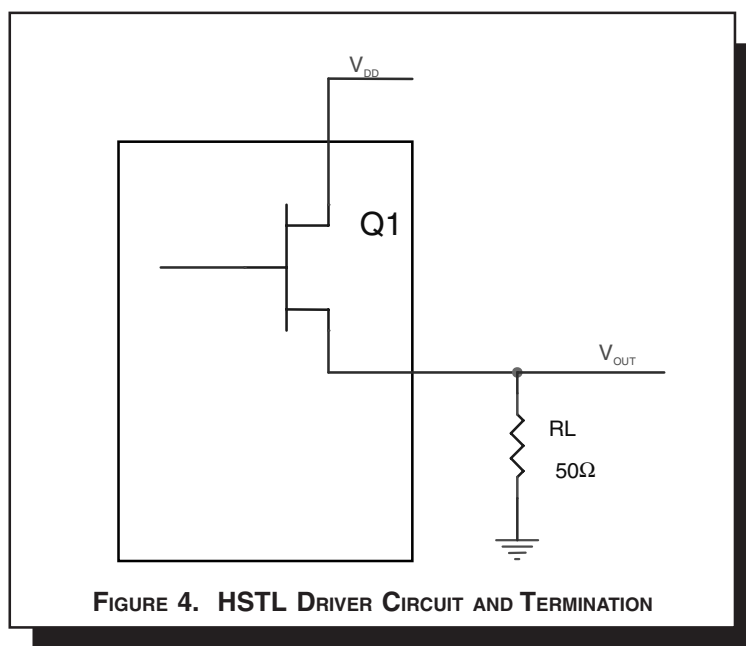 V_DD
Q1
V_OUT
RL
50Ω
FIGURE 4. HSTL DRIVER CIRCUIT AND TERMINATION